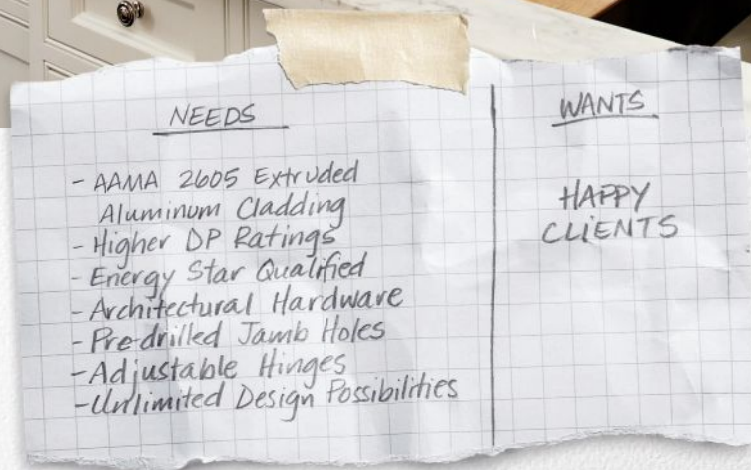 NEEDS
- AAMA 2605 Extruded
Aluminum Cladding
- Higher DP Ratings
- Energy Star Qualified
- Architectural Hardware
- Pre-drilled Jamb Holes
- Adjustable Hinges
- Unlimited Design Possibilities
WANTS
HAPPY
CLiENTS